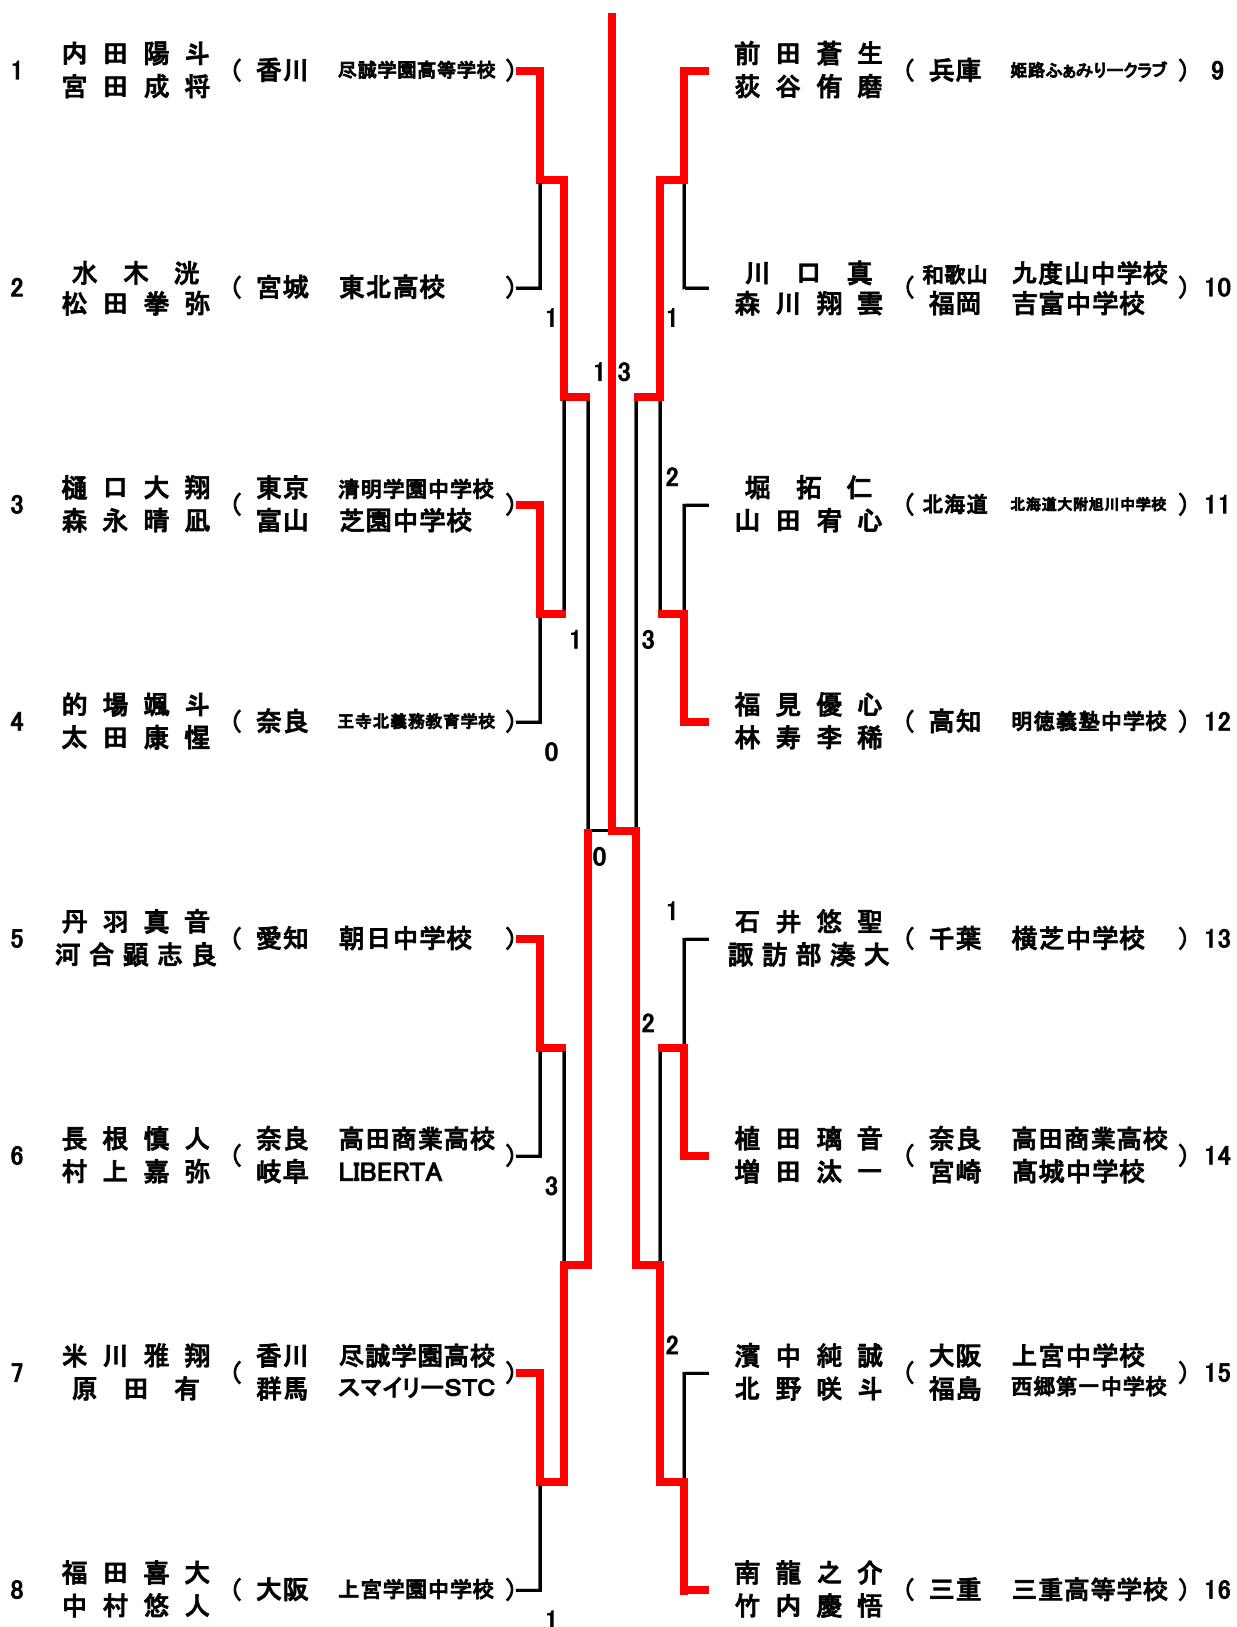 1 内田陽斗 ( 香川 尽誠学園高等学校 )
宮田成将
2 水木洸 ( 宮城 東北高校 )
松田拳弥
1
3 樋口大翔 ( 東京 清明学園中学校 )
森永晴凪 富山 芝園中学校
1
4 的場颯斗 ( 奈良 王寺北義務教育学校 )
太田康惺
0
1
0
5 丹羽真音 ( 愛知 朝日中学校 )
河合顕志良
6 長根慎人 ( 奈良 高田商業高校 )
村上嘉弥 岐阜 LIBERTA
3
7 米川雅翔 ( 香川 尽誠学園高校 )
原田有 群馬 スマイリーSTC
8 福田喜大 ( 大阪 上宮学園中学校 )
中村悠人
1
前田蒼生 ( 兵庫 姫路ふぁみりークラブ ) 9
荻谷侑磨
川口真 ( 和歌山 九度山中学校 ) 10
森川翔雲 福岡 吉富中学校
1
3
2
堀拓仁 ( 北海道 北海道大附旭川中学校 ) 11
山田宥心
3
福見優心 ( 高知 明徳義塾中学校 ) 12
林寿李稀
1
石井悠聖 ( 千葉 横芝中学校 ) 13
諏訪部湊大
2
植田璃音 ( 奈良 高田商業高校 ) 14
増田汰一 宮崎 高城中学校
2
濱中純誠 ( 大阪 上宮中学校 ) 15
北野咲斗 福島 西郷第一中学校
南龍之介 ( 三重 三重高等学校 ) 16
竹内慶悟